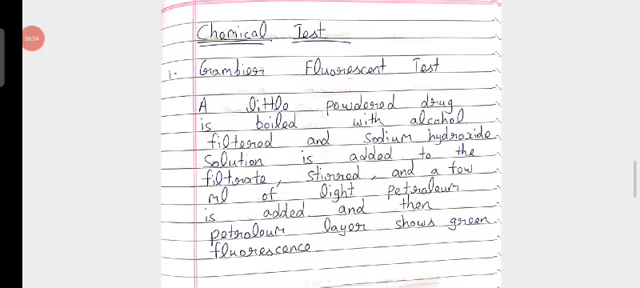 06:54
Chemical Test
1. Gambier Fluorescent Test
A little powdered drug
is boiled with alcohol
filtered and Sodium hydroxide
Solution is added to the
filtrate, stirred, and a few
ml of light petroleum
is added and then
petroleum layer shows green
fluorescence